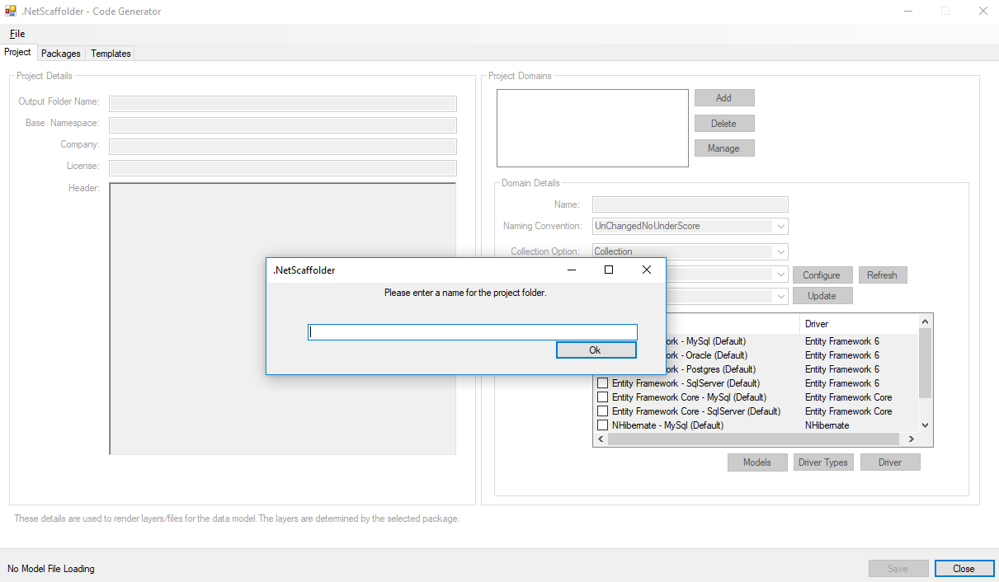 .NetScaffolder - Code Generator
File
Project Packages Templates
Project Details
Output Folder Name:
Base Namespace:
Company:
License:
Header:
Project Domains
Add
Delete
Manage
Domain Details
Name:
Naming Convention: UnChangedNoUnderScore
Collection Option: Collection
Configure Refresh
Update
.NetScaffolder
Please enter a name for the project folder.
Ok
Driver
rk - MySql (Default) Entity Framework 6
rk - Oracle (Default) Entity Framework 6
rk - Postgres (Default) Entity Framework 6
Entity Framework - SqlServer (Default) Entity Framework 6
Entity Framework Core - MySql (Default) Entity Framework Core
Entity Framework Core - SqlServer (Default) Entity Framework Core
NHibernate - MySql (Default) NHibernate
Models Driver Types Driver
These details are used to render layers/files for the data model.The layers are determined by the selected package.
No Model File Loading
Save Close